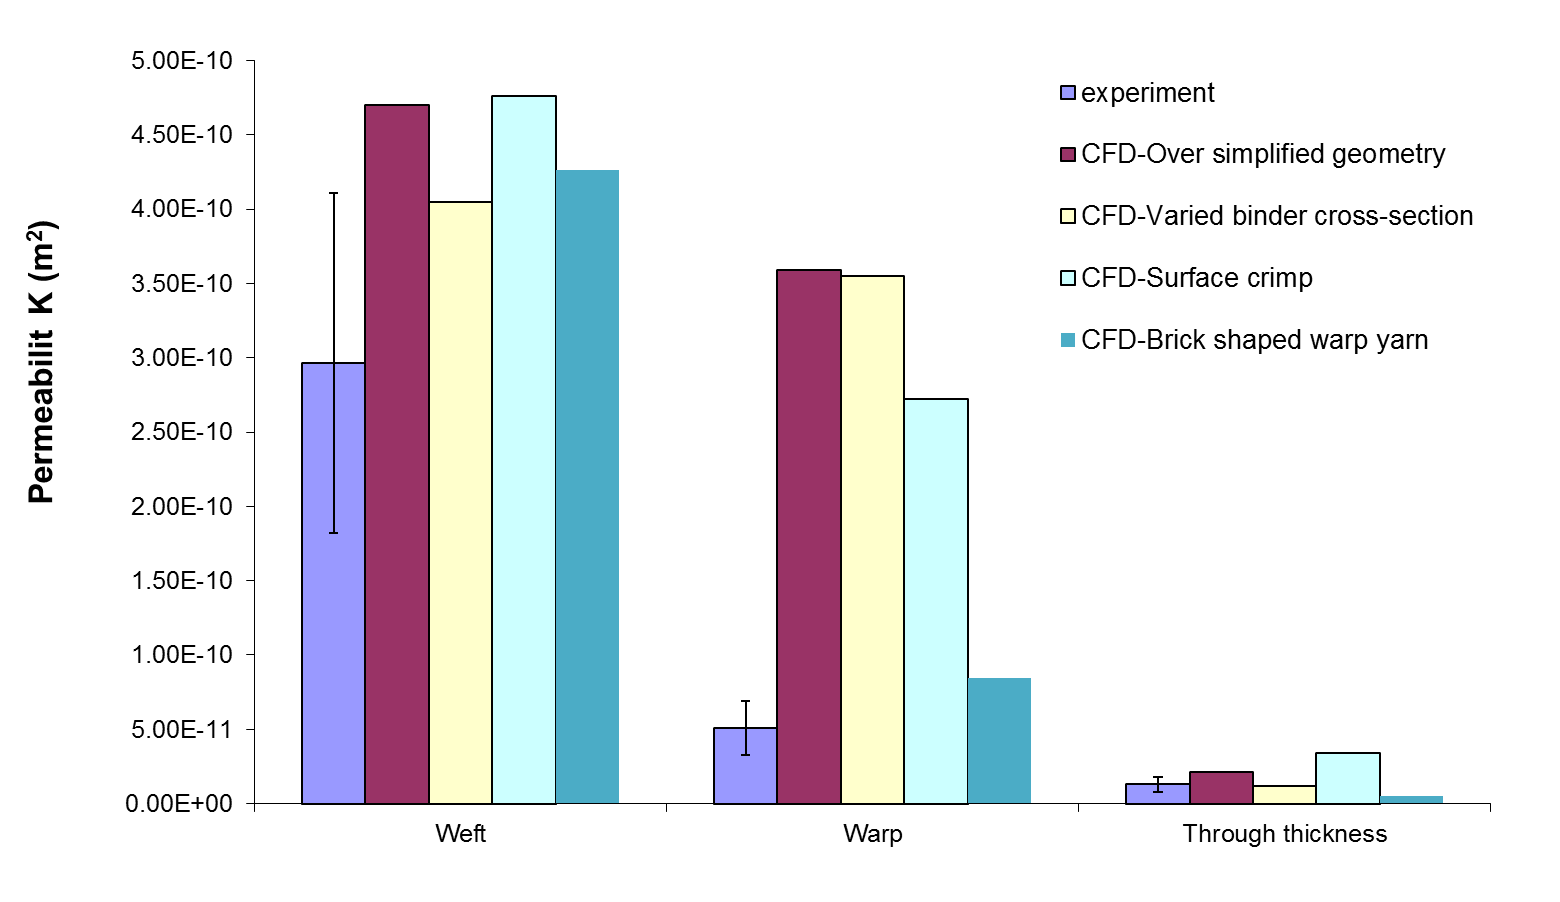 5.00E-10
4.50E-10
4.00E-10
3.50E-10
3.00E-10
2.50E-10
2.00E-10
1.50E-10
1.00E-10
5.00E-11
0.00E+00
Permeabilit K (m²)
Weft
Warp
Through thickness
experiment
CFD-Over simplified geometry
CFD-Varied binder cross-section
CFD-Surface crimp
CFD-Brick shaped warp yarn